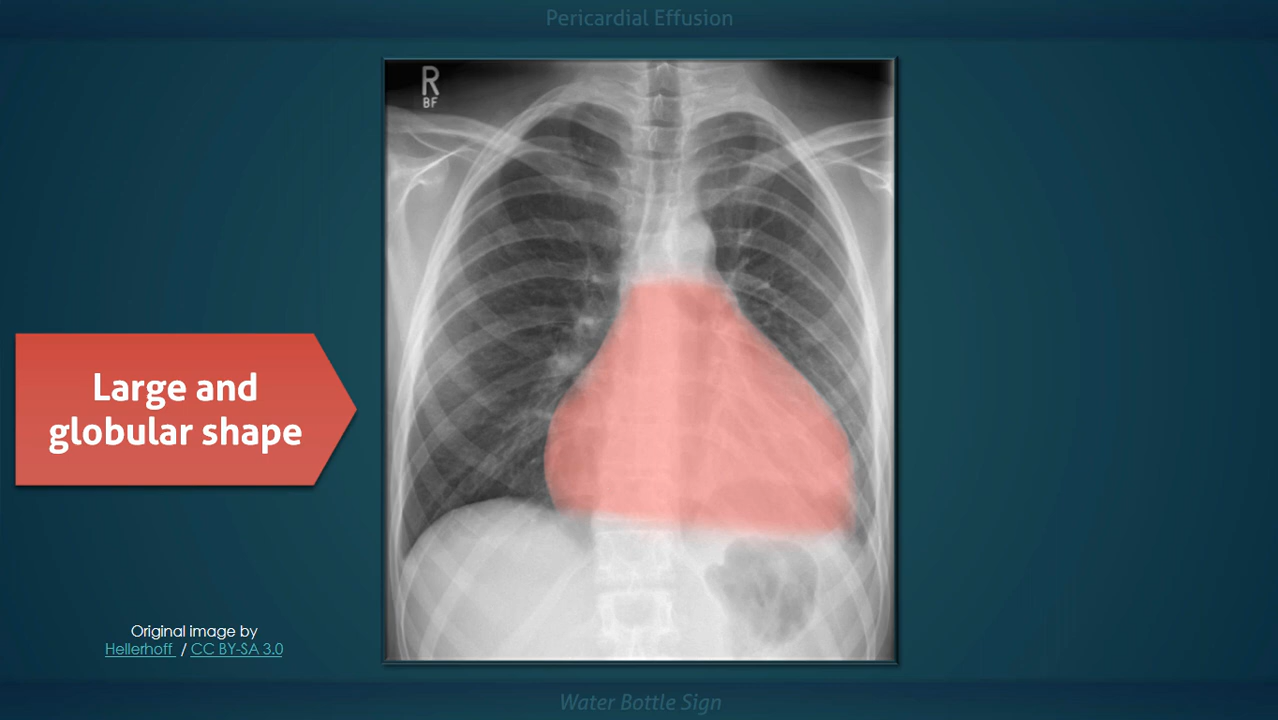 Pericardial Effusion
R
BF
Large and
globular shape
Original image by
Hellerhoff / CC BY-SA 3.0
Water Bottle Sign